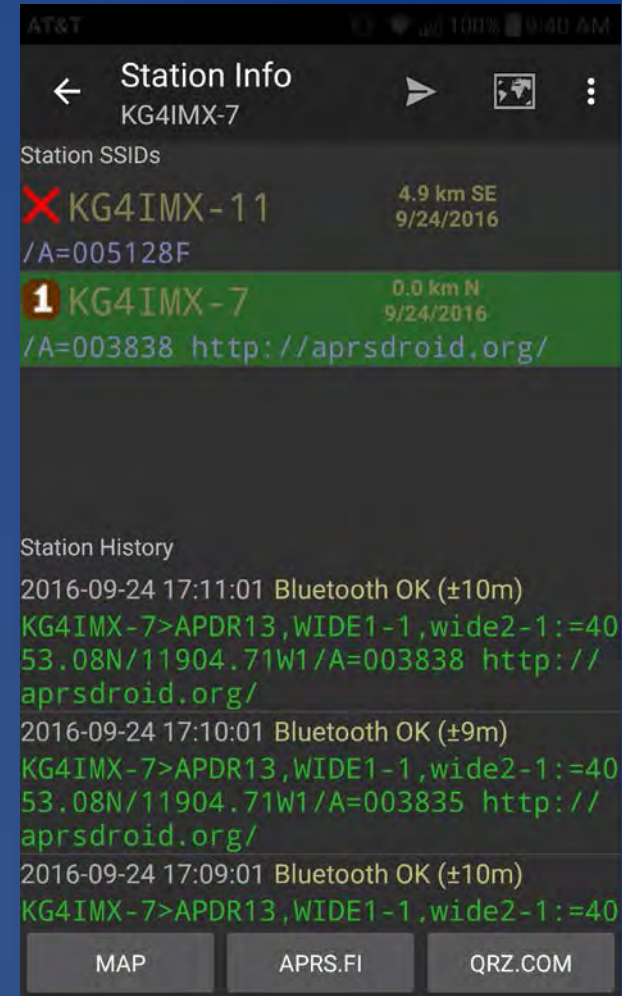 AT&T 100% 9:40 AM
Station Info
KG4IMX-7
Station SSIDs
KG4IMX-11 4.9 km SE
9/24/2016
/A=005128F
1 KG4IMX-7 0.0 km N
9/24/2016
/A=003838 http://aprsdroid.org/
Station History
2016-09-24 17:11:01 Bluetooth OK (±10m)
KG4IMX-7>APDR13,WIDE1-1,wide2-1:=40
53.08N/11904.71W1/A=003838 http://
aprsdroid.org/
2016-09-24 17:10:01 Bluetooth OK (±9m)
KG4IMX-7>APDR13,WIDE1-1,wide2-1:=40
53.08N/11904.71W1/A=003835 http://
aprsdroid.org/
2016-09-24 17:09:01 Bluetooth OK (±10m)
KG4IMX-7>APDR13,WIDE1-1,wide2-1:=40
MAP APRS.FI QRZ.COM